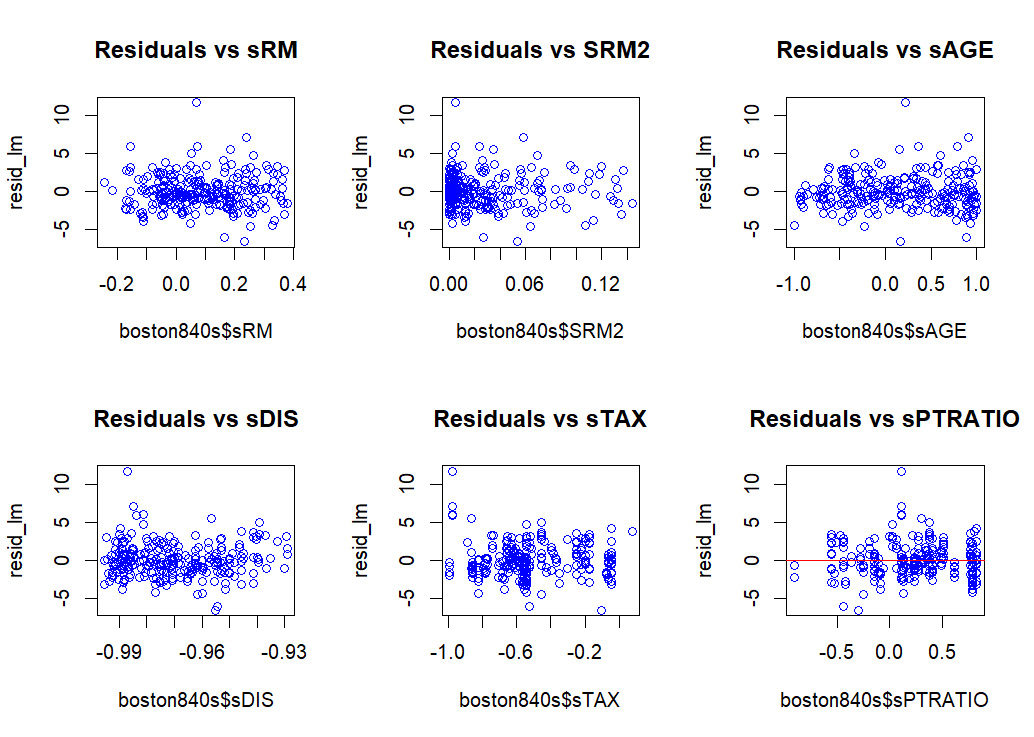 Residuals vs sRM
resid_lm
10
5
0
-5
-0.2 0.0 0.2 0.4
boston840s$sRM
Residuals vs SRM2
resid_lm
10
5
0
-5
0.00 0.06 0.12
boston840s$SRM2
Residuals vs sAGE
resid_lm
10
5
0
-5
-1.0 0.0 0.5 1.0
boston840s$sAGE
Residuals vs sDIS
resid_lm
10
5
0
-5
-0.99 -0.96 -0.93
boston840s$sDIS
Residuals vs sTAX
resid_lm
10
5
0
-5
-1.0 -0.6 -0.2
boston840s$sTAX
Residuals vs sPTRATIO
resid_lm
10
5
0
-5
-0.5 0.0 0.5
boston840s$sPTRATIO